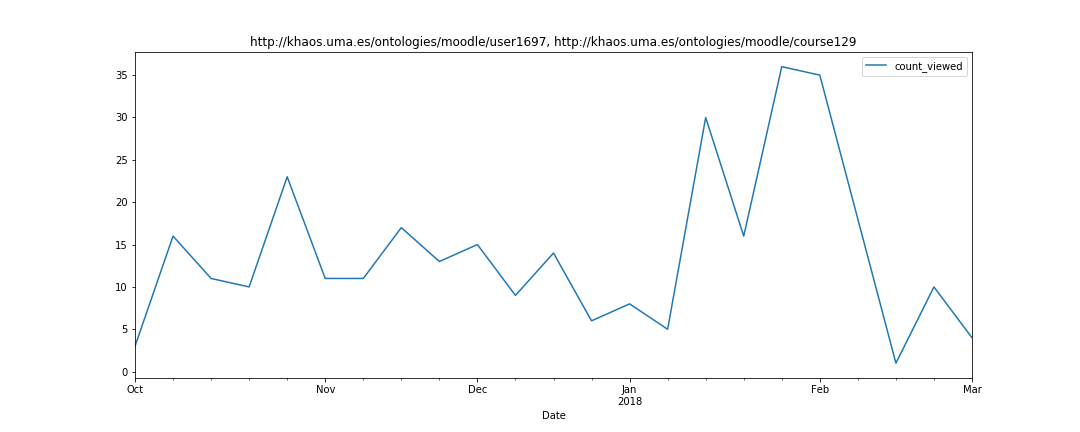 http://khaos.uma.es/ontologies/moodle/user1697, http://khaos.uma.es/ontologies/moodle/course129
count_viewed
35
30
25
20
15
10
5
0
Oct Nov Dec Jan Feb Mar
2018
Date